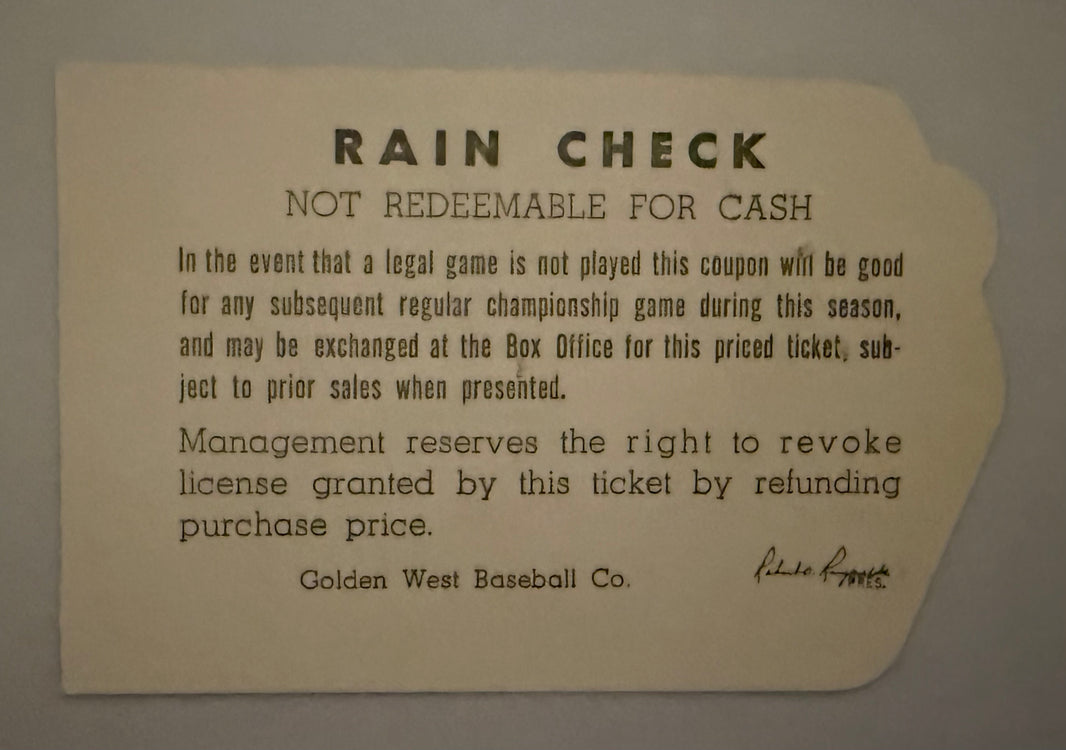 RAIN CHECK
NOT REDEEMABLE FOR CASH
In the event that a legal game is not played this coupon will be good
for any subsequent regular championship game during this season,
and may be exchanged at the Box Office for this priced ticket, sub-
ject to prior sales when presented.
Management reserves the right to revoke
license granted by this ticket by refunding
purchase price.
Golden West Baseball Co.
PRES.